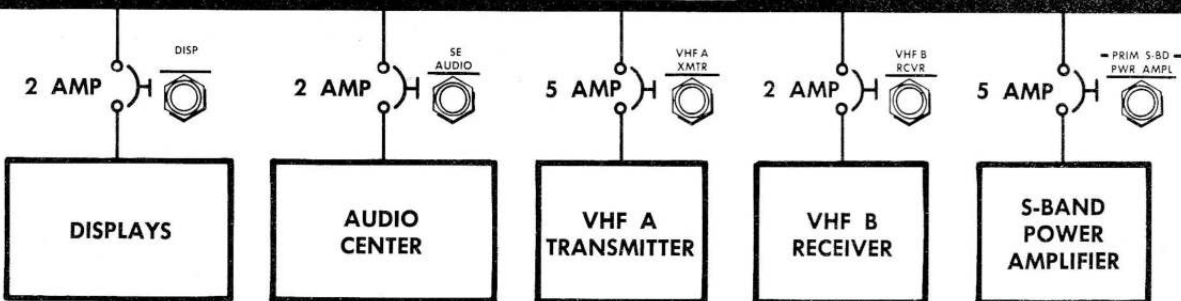 DISP
2 AMP
SE
AUDIO
2 AMP
VHF A
XMTR
5 AMP
VHF B
RCVR
2 AMP
PRIM S-BD
PWR AMPL
5 AMP
DISPLAYS
AUDIO
CENTER
VHF A
TRANSMITTER
VHF B
RECEIVER
S-BAND
POWER
AMPLIFIER